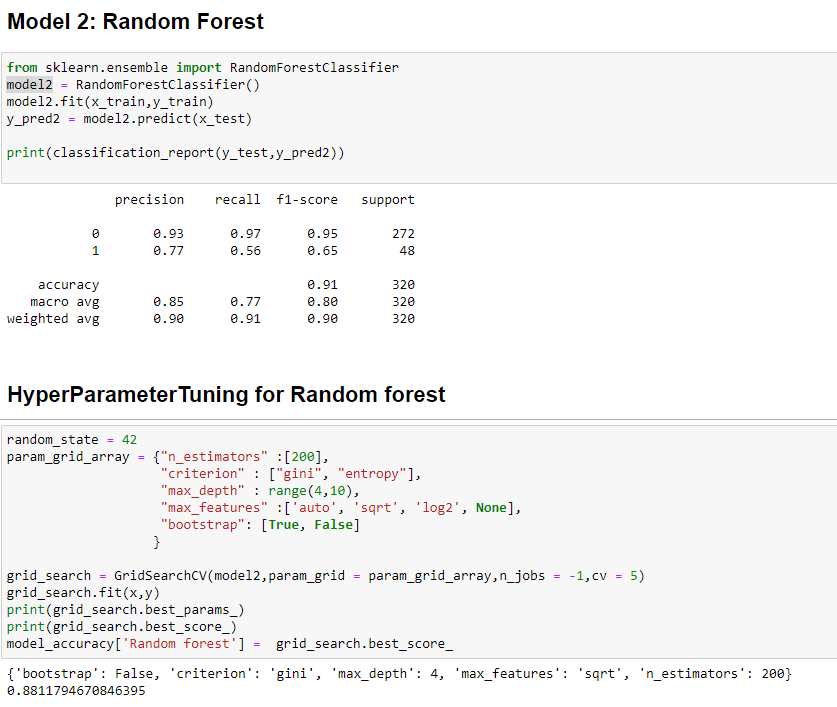 Model 2: Random Forest
from sklearn.ensemble import RandomForestClassifier
model2 = RandomForestClassifier()
model2.fit(x_train,y_train)
y_pred2 = model2.predict(x_test)
print(classification_report(y_test,y_pred2))
precision recall f1-score support
0 0.93 0.97 0.95 272
1 0.77 0.56 0.65 48
accuracy 0.91 320
macro avg 0.85 0.77 0.80 320
weighted avg 0.90 0.91 0.90 320
HyperParameterTuning for Random forest
random_state = 42
param_grid_array = {"n_estimators" :[200],
"criterion" : ["gini", "entropy"],
"max_depth" : range(4,10),
"max_features" :['auto', 'sqrt', 'log2', None],
"bootstrap": [True, False]
}
grid_search = GridSearchCV(model2,param_grid = param_grid_array,n_jobs = -1,cv = 5)
grid_search.fit(x,y)
print(grid_search.best_params_)
print(grid_search.best_score_)
model_accuracy['Random forest'] = grid_search.best_score_
{'bootstrap': False, 'criterion': 'gini', 'max_depth': 4, 'max_features': 'sqrt', 'n_estimators': 200}
0.8811794670846395